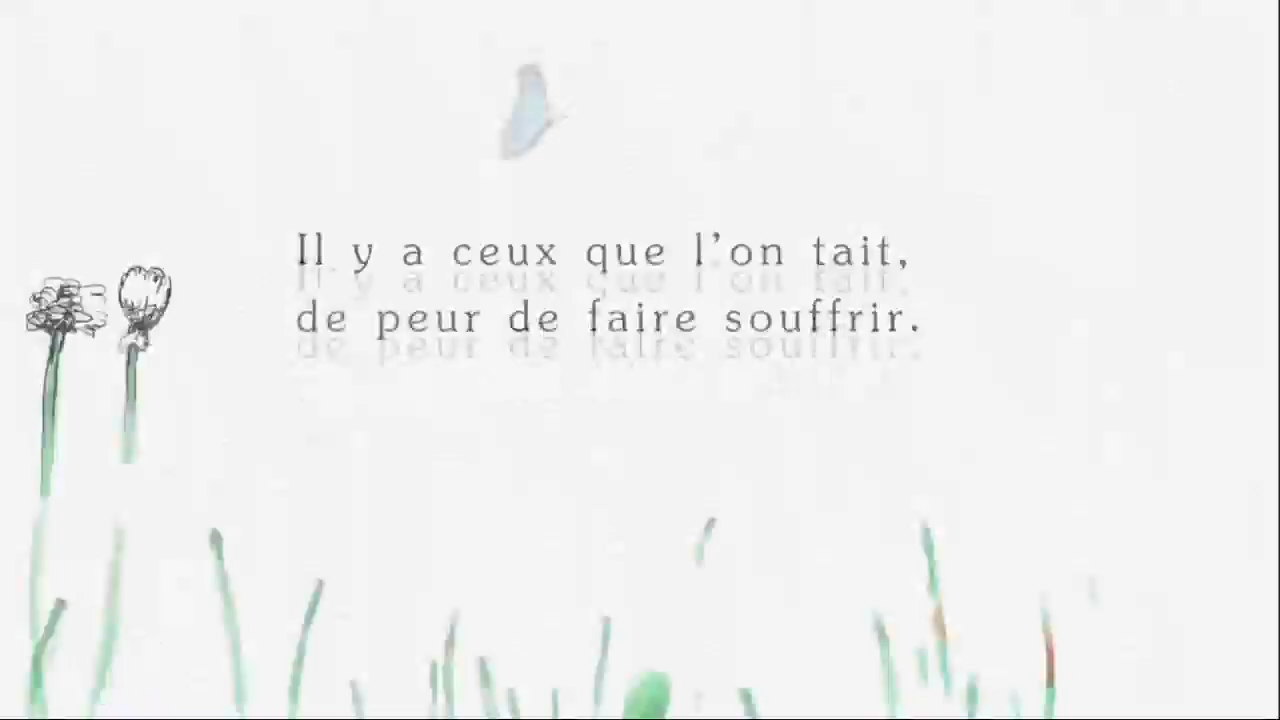 Il y a ceux que l’on tait,
de peur de faire souffrir.